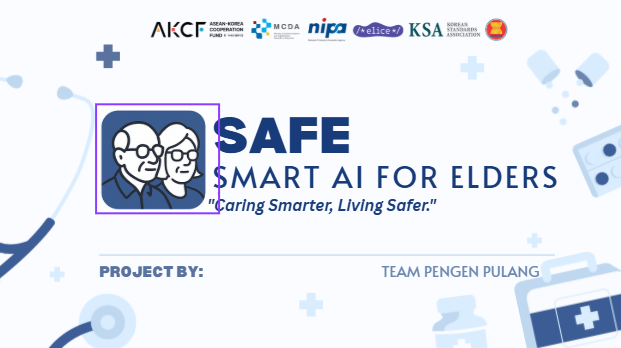 AKCF ASEAN-KOREA COOPERATION FUND
MCDA
nipa
/*elice*/
KSA KOREAN STANDARDS ASSOCIATION
SAFE
SMART AI FOR ELDERS
"Caring Smarter, Living Safer."
PROJECT BY:
TEAM PENGEN PULANG